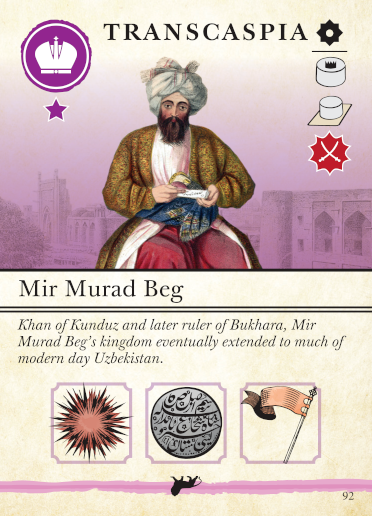 TRANSCASPIA
Mir Murad Beg
Khan of Kunduz and later ruler of Bukhara, Mir
Murad Beg's kingdom eventually extended to much of
modern day Uzbekistan.
92